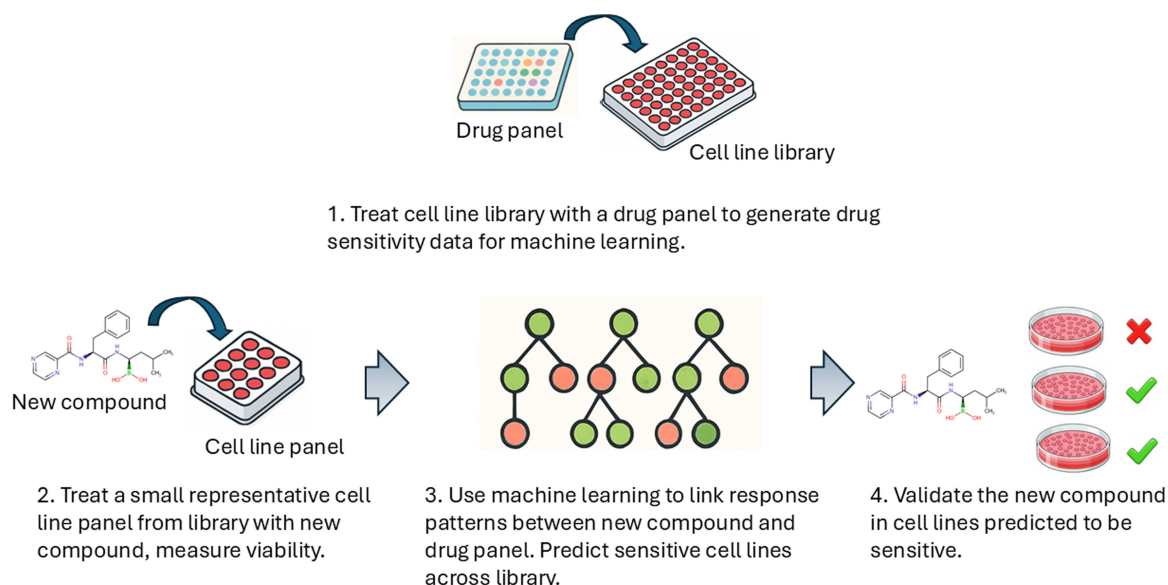 Drug panel
Cell line library
1. Treat cell line library with a drug panel to generate drug
sensitivity data for machine learning.
New compound
Cell line panel
2. Treat a small representative cell
line panel from library with new
compound, measure viability.
3. Use machine learning to link response
patterns between new compound and
drug panel. Predict sensitive cell lines
across library.
4. Validate the new compound
in cell lines predicted to be
sensitive.